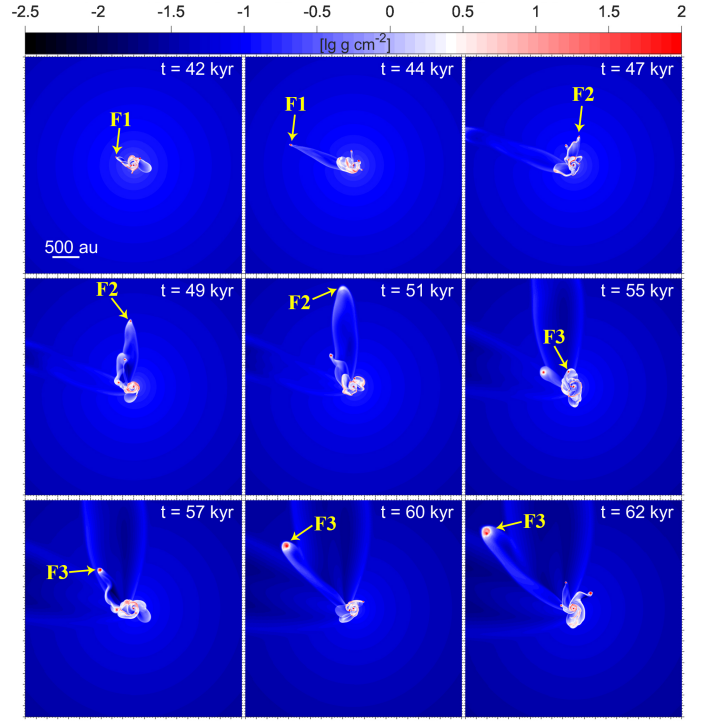 -2.5 -2 -1.5 -1 -0.5 0 0.5 1 1.5 2
[lg g cm-2]
t = 42 kyr
F1
500 au
t = 44 kyr
F1
t = 47 kyr
F2
t = 49 kyr
F2
t = 51 kyr
F2
t = 55 kyr
F3
t = 57 kyr
F3
t = 60 kyr
F3
t = 62 kyr
F3